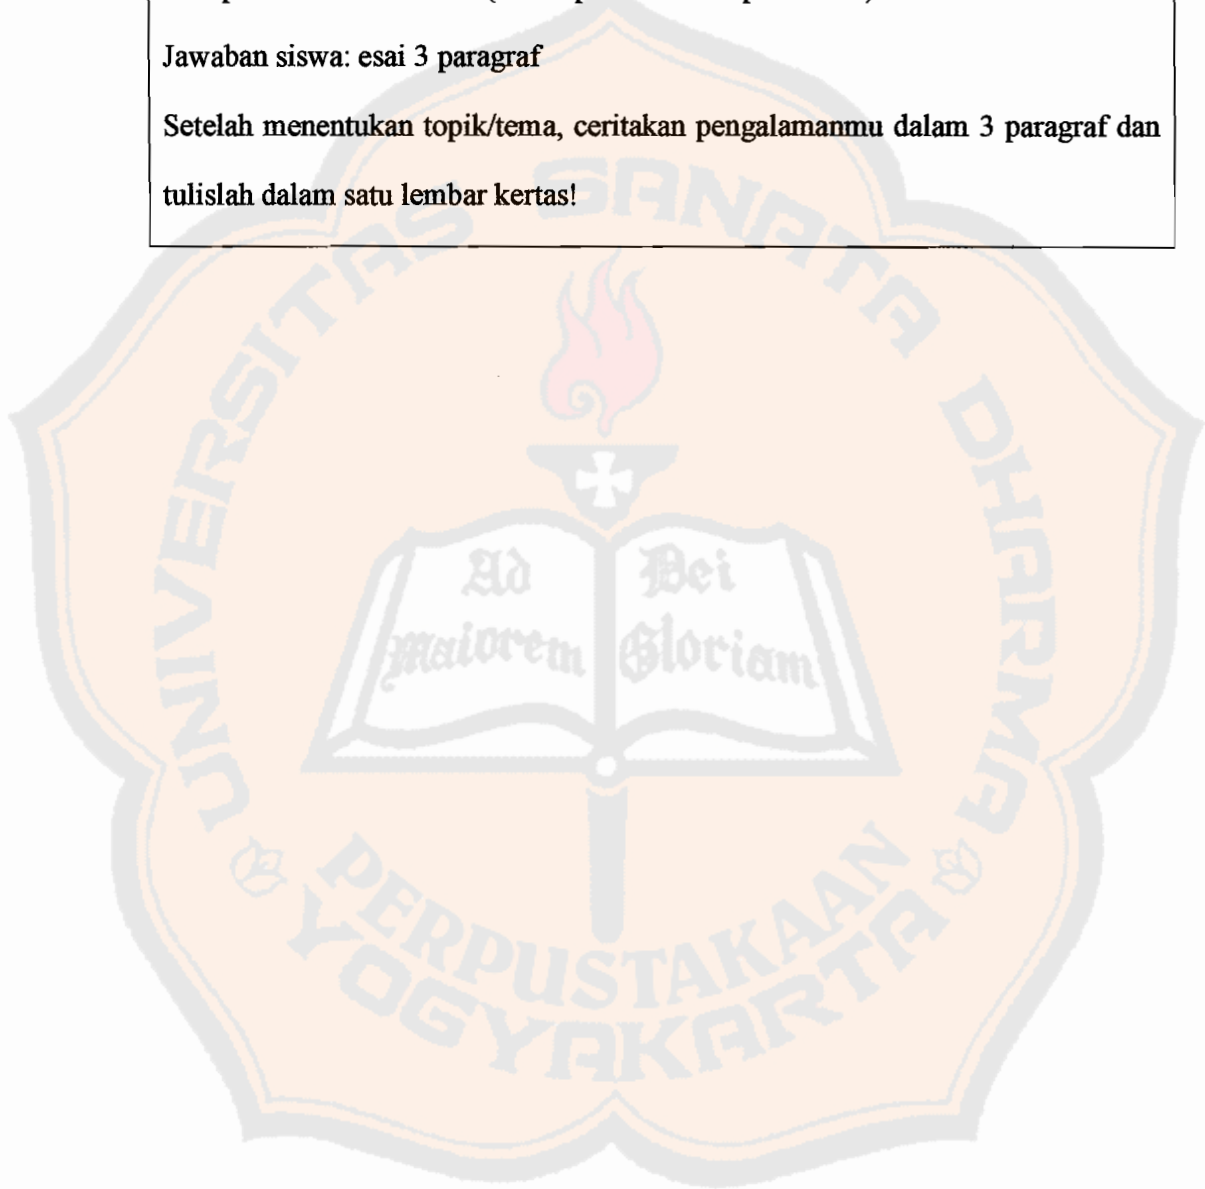 Jawaban siswa: esai 3 paragraf
Setelah menentukan topik/tema, ceritakan pengalamanmu dalam 3 paragraf dan
tulislah dalam satu lembar kertas!
UNIVERSITAS SANATA DHARMA
Ad Dei
maiorem Gloriam
PERPUSTAKAAN
YOGYAKARTA